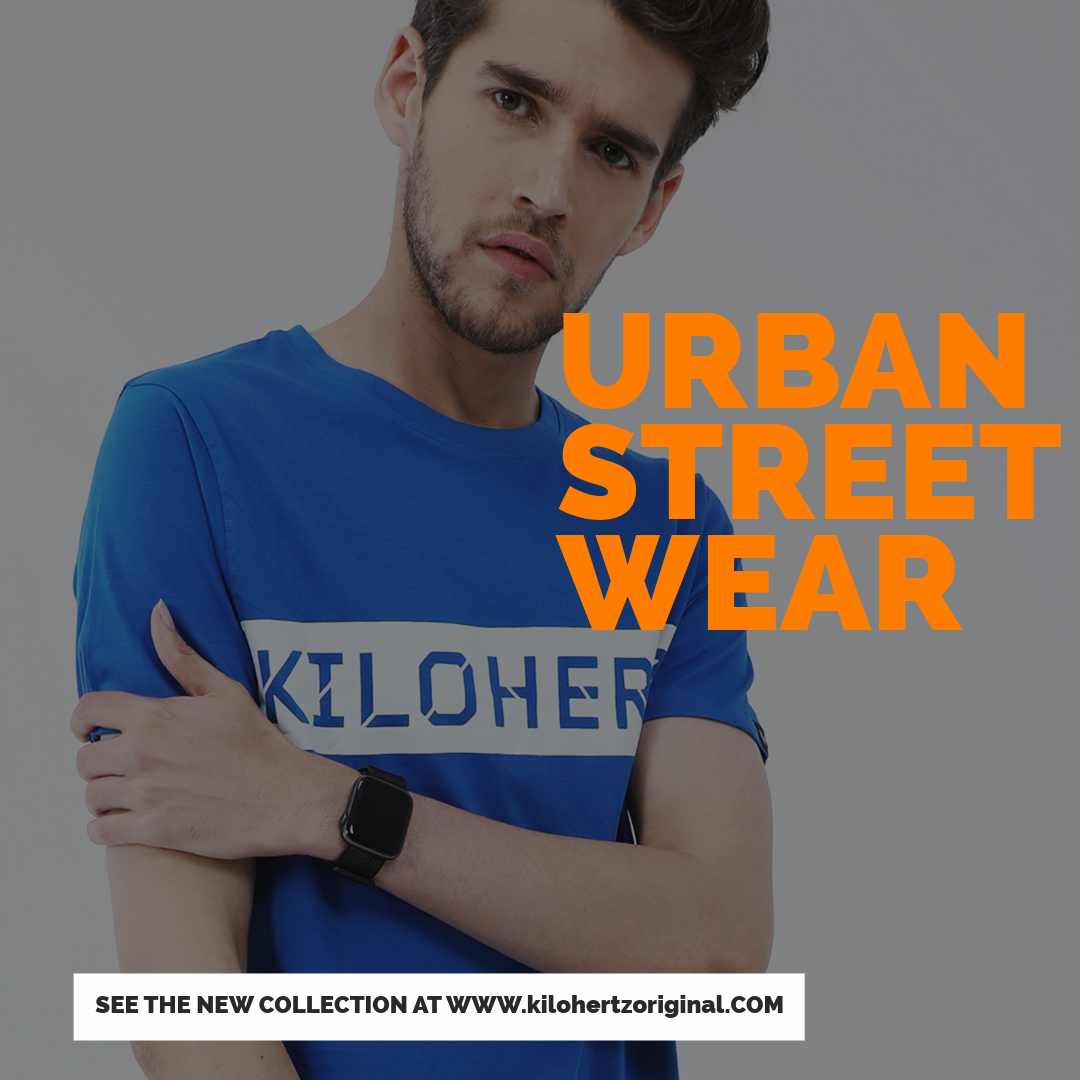 URBAN
STREET
WEAR
KILOHER
SEE THE NEW COLLECTION AT WWW.kilohertzoriginal.COM